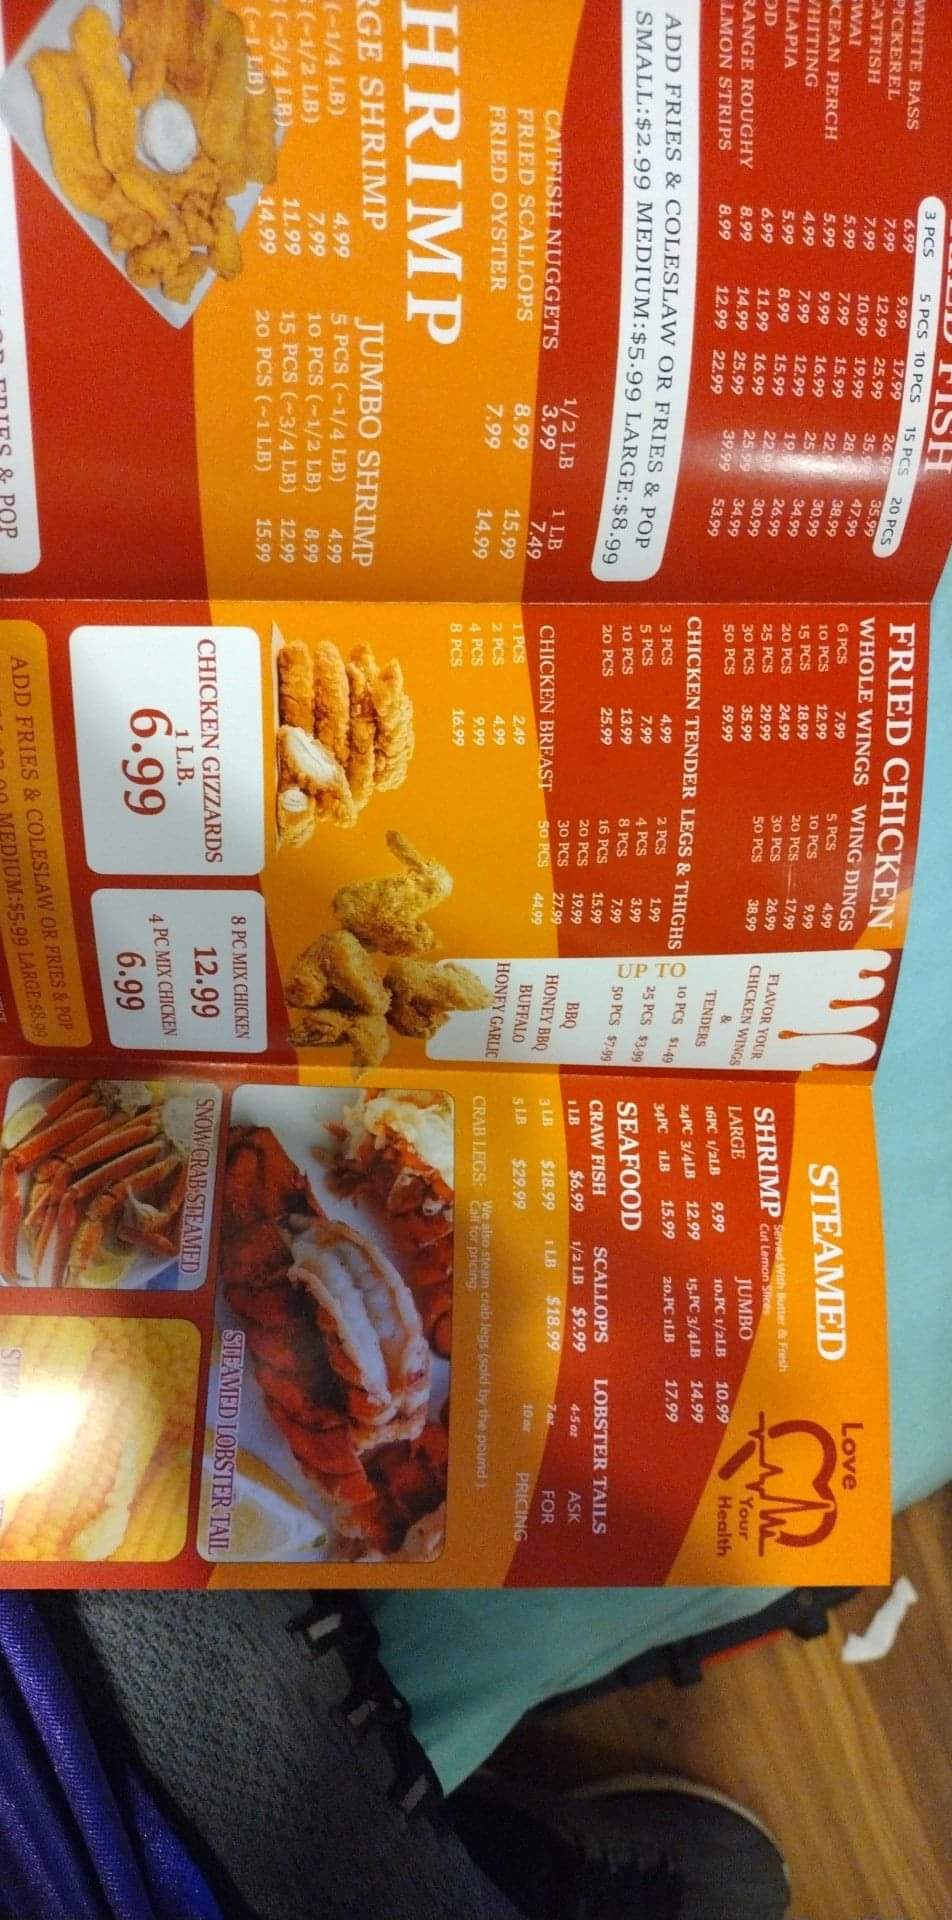 FISH
3 PCS 5 PCS 10 PCS 15 PCS 20 PCS
WHITE BASS 6.99 9.99 17.99 26.99 35.99
PICKEREL 7.99 12.99 25.99
CATFISH 7.99 10.99 19.99 47.99
5.99 7.99 15.99 38.99
PERCH 5.99 9.99 16.99 30.99
4.99 7.99 12.99 34.99
5.99 8.99 15.99 26.99
6.99 11.99 16.99 22.99 30.99
ROUGHY 8.99 14.99 25.99 25.99 34.99
STRIPS 8.99 12.99 22.99 39.99 53.99
ADD FRIES & COLESLAW OR FRIES & POP
SMALL:$2.99 MEDIUM:$5.99 LARGE:$8.99
1/2 LB 1 LB
CATFISH NUGGETS 3.99 7.49
FRIED SCALLOPS 8.99 15.99
FRIED OYSTER 7.99 14.99
HRIMP
RGE SHRIMP JUMBO SHRIMP
(~1/4 LB) 4.99 5 PCS (~1/4 LB) 4.99
(~1/2 LB) 7.99 10 PCS (~1/2 LB) 8.99
(~3/4 LB) 11.99 15 PCS (~3/4 LB) 12.99
(~1 LB) 14.99 20 PCS (~1 LB) 15.99
FRIES & POP
FRIED CHICKEN
WHOLE WINGS WING DINGS
6 PCS 7.99 5 PCS 4.99
10 PCS 12.99 10 PCS 9.99
15 PCS 18.99 20 PCS 17.99
20 PCS 24.99 30 PCS 26.99
25 PCS 29.99 50 PCS 38.99
30 PCS 35.99
50 PCS 59.99
CHICKEN TENDER LEGS & THIGHS
3 PCS 4.99 2 PCS 1.99
5 PCS 7.99 4 PCS 3.99
10 PCS 13.99 8 PCS 7.99
20 PCS 25.99 16 PCS 15.99
20 PCS 19.99
30 PCS 27.99
CHICKEN BREAST 50 PCS 44.99
1 PCS 2.49
2 PCS 4.99
4 PCS 9.99
8 PCS 16.99
FLAVOR YOUR
CHICKEN WINGS
&
TENDERS
UP TO
10 PCS $1.49
25 PCS $3.99
50 PCS $7.99
BBQ
HONEY BBQ
BUFFALO
HONEY GARLIC
CHICKEN GIZZARDS
1 L.B.
6.99
8 PC MIX CHICKEN
12.99
4 PC MIX CHICKEN
6.99
ADD FRIES & COLESLAW OR FRIES & POP
MEDIUM:$5.99 LARGE:$8.99
STEAMED
Love
Your
Health
SHRIMP Served With Butter & Fresh
Cut Lemon Slices
LARGE JUMBO
16PC 1/2LB 9.99 10.PC 1/2LB 10.99
24PC 3/4LB 12.99 15.PC 3/4LB 14.99
34PC 1LB 15.99 20.PC 1LB 17.99
SEAFOOD
CRAW FISH SCALLOPS LOBSTER TAILS
1 LB $6.99 1/2 LB $9.99 4-5 oz ASK
3 LB $18.99 1 LB $18.99 7 oz FOR
5 LB $29.99 10 oz PRICING
CRAB LEGS: We also steam crab legs (sold by the pound).
Call for pricing.
STEAMED LOBSTER TAIL
SNOW CRAB STEAMED